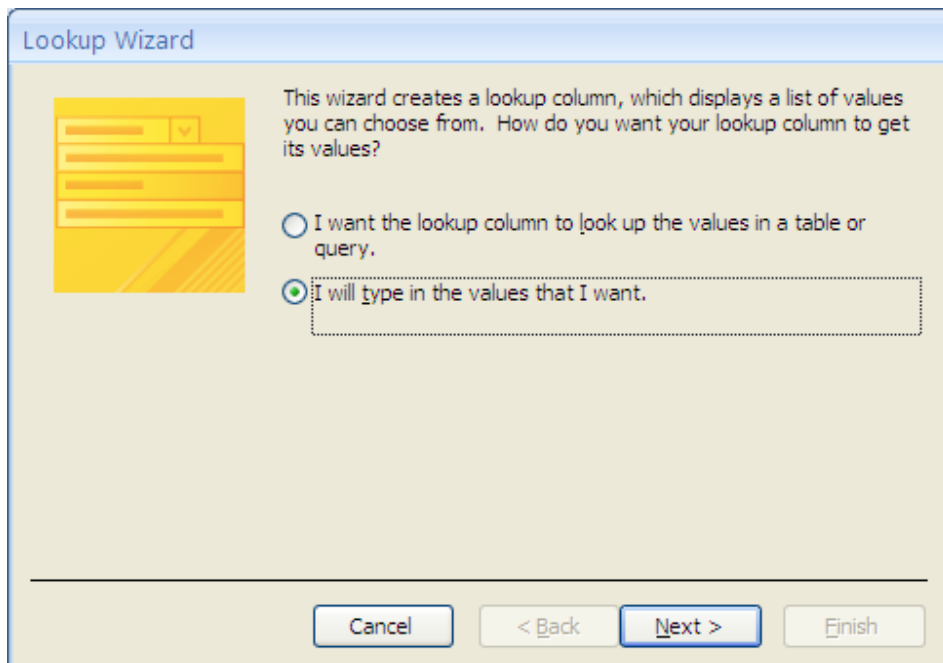 Lookup Wizard
This wizard creates a lookup column, which displays a list of values
you can choose from.  How do you want your lookup column to get
its values?
I want the lookup column to look up the values in a table or
query.
I will type in the values that I want.
Cancel
< Back
Next >
Finish